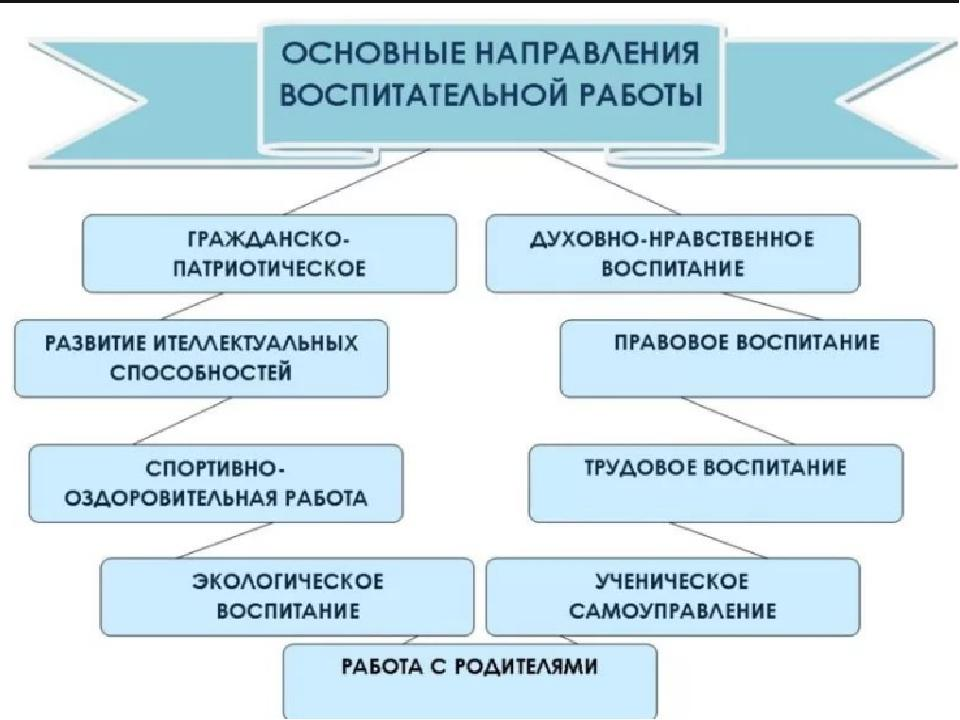 ОСНОВНЫЕ НАПРАВЛЕНИЯ
ВОСПИТАТЕЛЬНОЙ РАБОТЫ
ГРАЖДАНСКО-
ПАТРИОТИЧЕСКОЕ
ДУХОВНО-НРАВСТВЕННОЕ
ВОСПИТАНИЕ
РАЗВИТИЕ ИТЕЛЛЕКТУАЛЬНЫХ
СПОСОБНОСТЕЙ
ПРАВОВОЕ ВОСПИТАНИЕ
СПОРТИВНО-
ОЗДОРОВИТЕЛЬНАЯ РАБОТА
ТРУДОВОЕ ВОСПИТАНИЕ
ЭКОЛОГИЧЕСКОЕ
ВОСПИТАНИЕ
УЧЕНИЧЕСКОЕ
САМОУПРАВЛЕНИЕ
РАБОТА С РОДИТЕЛЯМИ